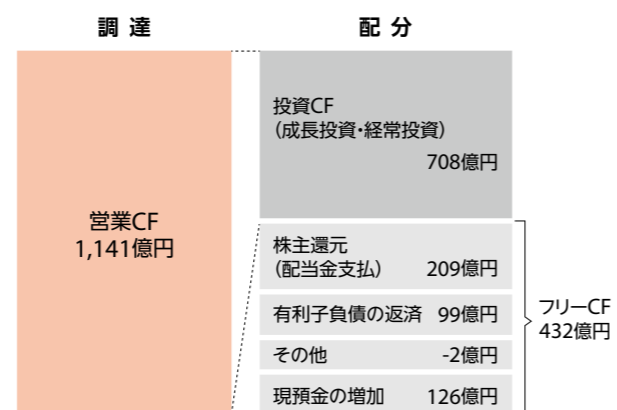 調達
配分
営業CF
1,141億円
投資CF
（成長投資・経常投資）
708億円
株主還元
（配当金支払） 209億円
有利子負債の返済 99億円
その他 -2億円
現預金の増加 126億円
フリーCF
432億円